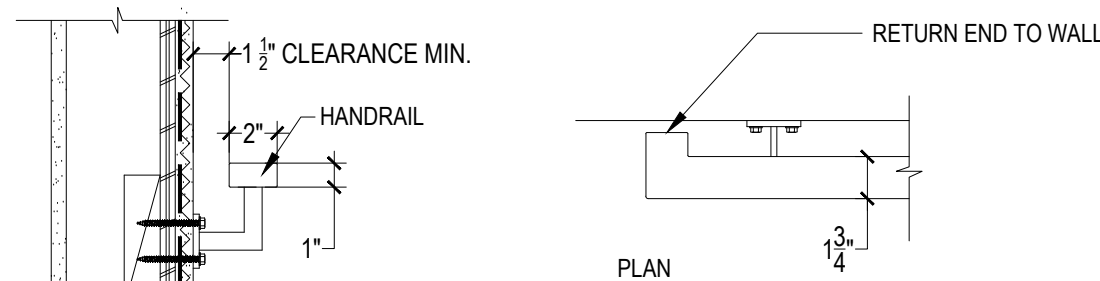 1 1/2" CLEARANCE MIN.
HANDRAIL
2"
1"
RETURN END TO WALL
1 3/4"
PLAN